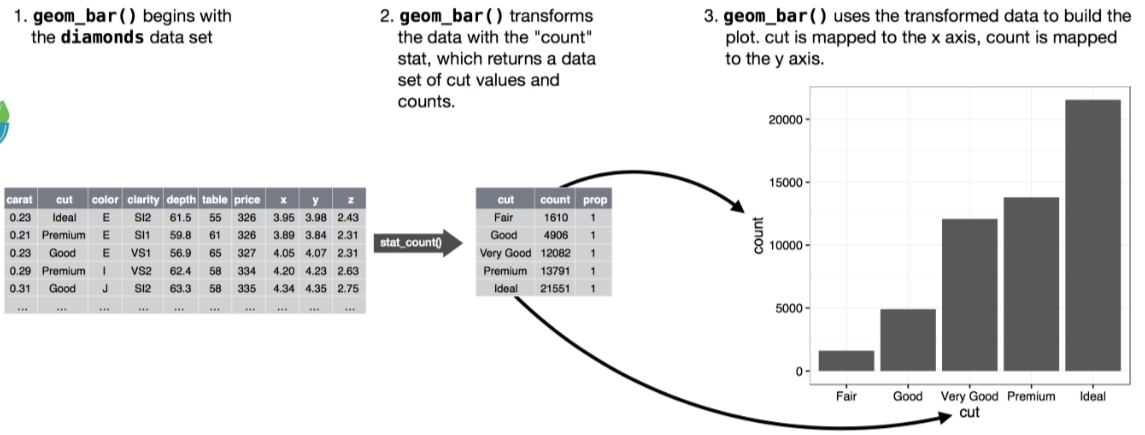 1. geom_bar() begins with
the diamonds data set
2. geom_bar() transforms
the data with the "count"
stat, which returns a data
set of cut values and
counts.
3. geom_bar() uses the transformed data to build the
plot. cut is mapped to the x axis, count is mapped
to the y axis.
carat cut color clarity depth table price x y z
0.23 Ideal E SI2 61.5 55 326 3.95 3.98 2.43
0.21 Premium E SI1 59.8 61 326 3.89 3.84 2.31
0.23 Good E VS1 56.9 65 327 4.05 4.07 2.31
0.29 Premium I VS2 62.4 58 334 4.20 4.23 2.63
0.31 Good J SI2 63.3 58 335 4.34 4.35 2.75
... ... ... ... ... ... ... ... ... ...
stat_count()
cut count prop
Fair 1610 1
Good 4906 1
Very Good 12082 1
Premium 13791 1
Ideal 21551 1
count
20000
15000
10000
5000
0
Fair Good Very Good Premium Ideal
cut